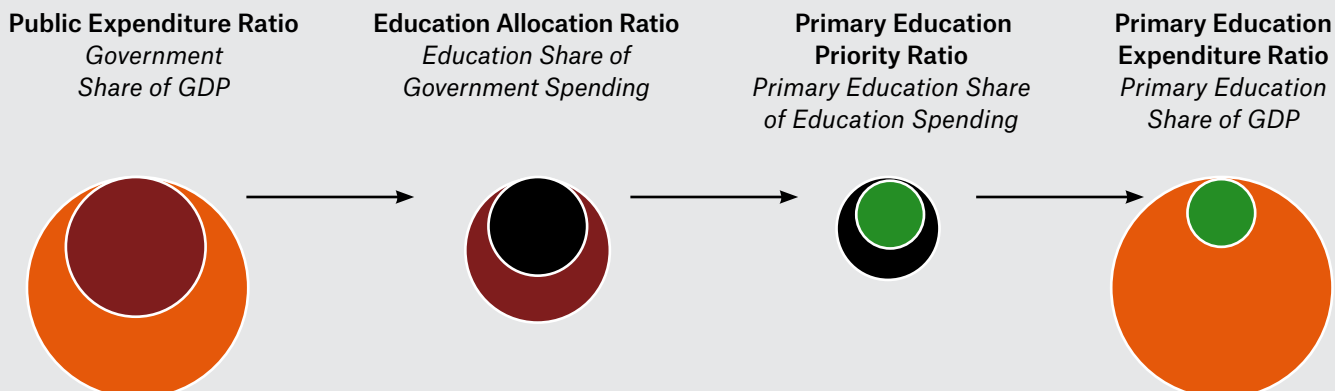 Public Expenditure Ratio
Government
Share of GDP
Education Allocation Ratio
Education Share of
Government Spending
Primary Education
Priority Ratio
Primary Education Share
of Education Spending
Primary Education
Expenditure Ratio
Primary Education
Share of GDP